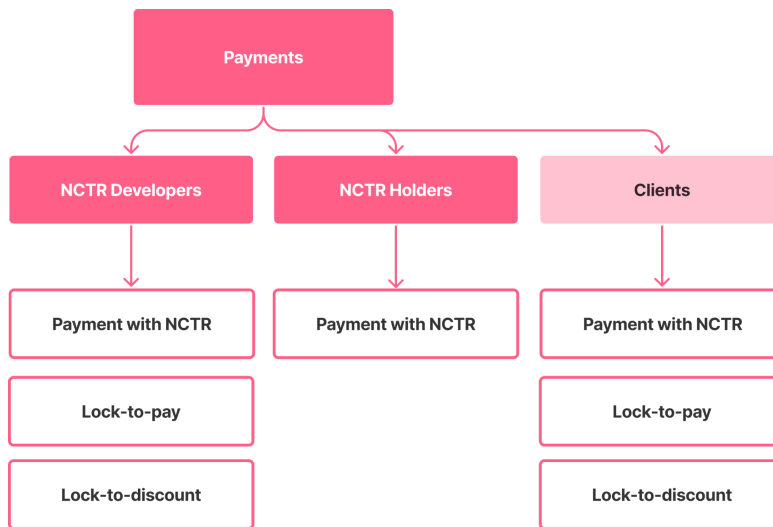 Payments
NCTR Developers
NCTR Holders
Clients
Payment with NCTR
Payment with NCTR
Payment with NCTR
Lock-to-pay
Lock-to-pay
Lock-to-discount
Lock-to-discount